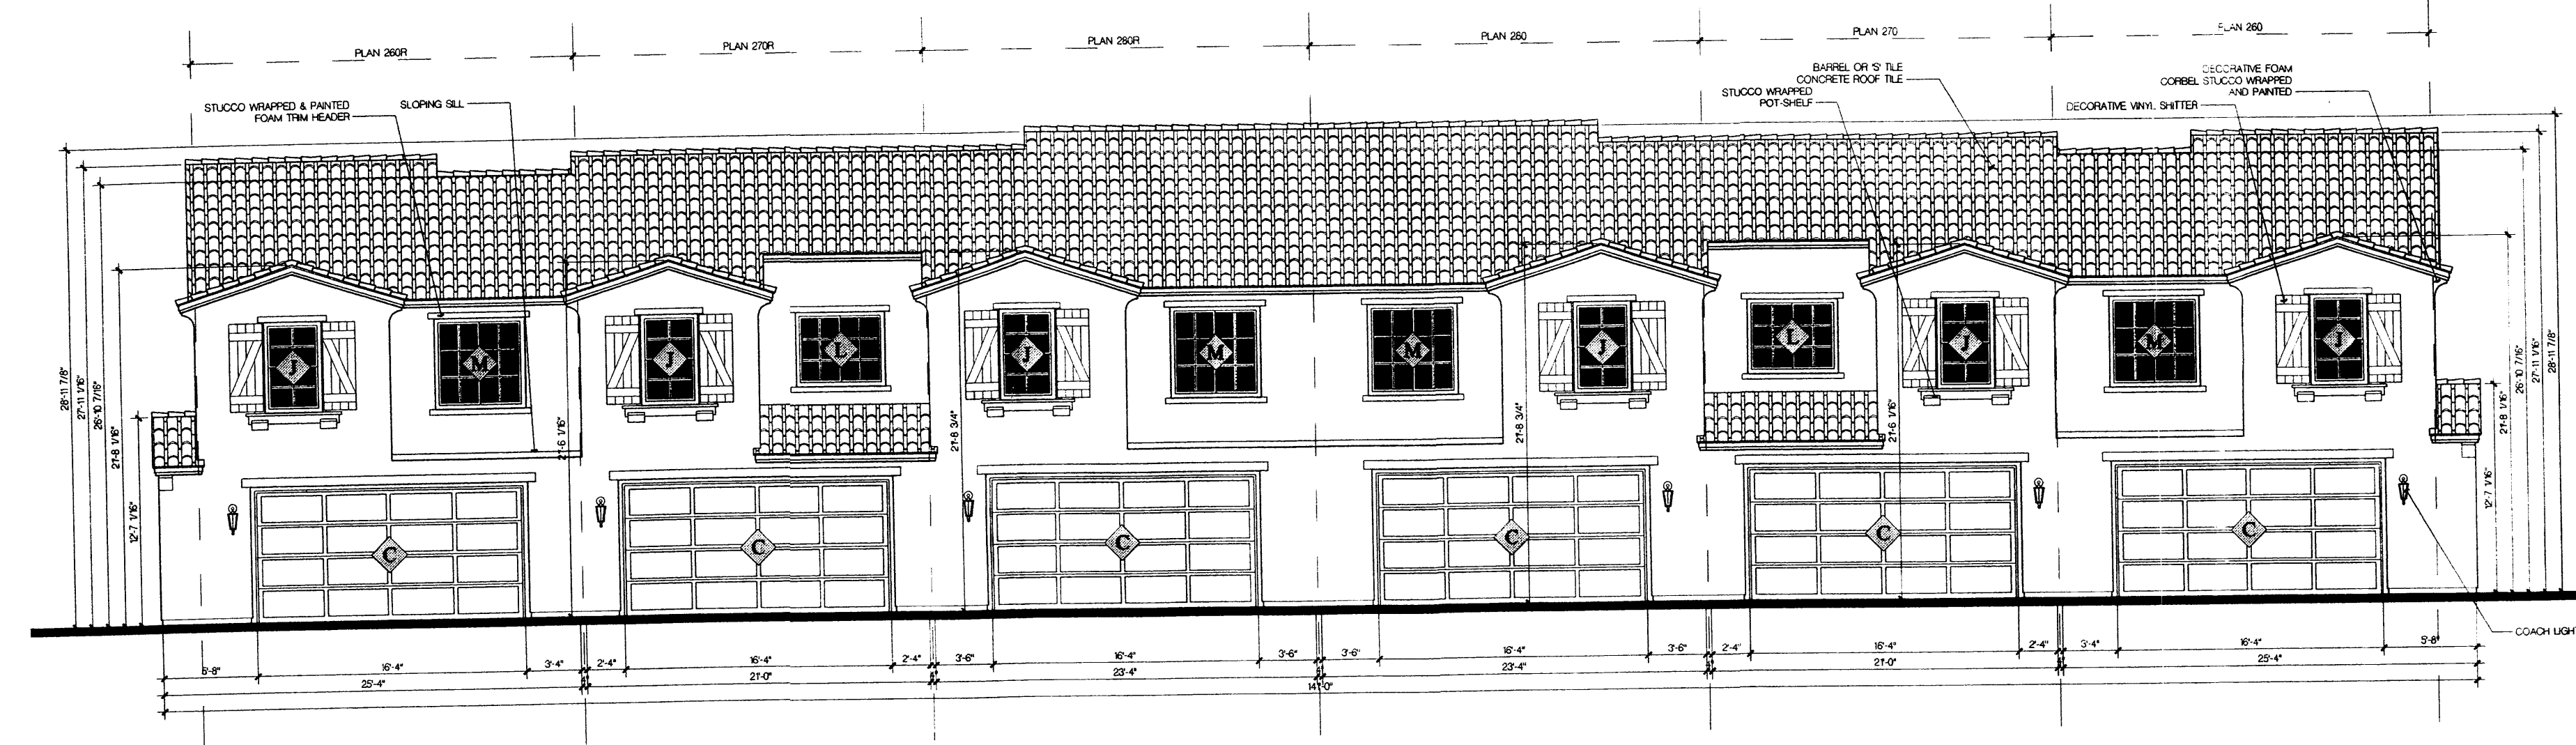 PLAN 260R
PLAN 270R
PLAN 280R
PLAN 280
PLAN 270
PLAN 260
STUCCO WRAPPED & PAINTED
FOAM TRIM HEADER
SLOPING SILL
BARREL OR 'S' TILE
CONCRETE ROOF TILE
STUCCO WRAPPED
POT-SHELF
DECORATIVE FOAM
CORBEL STUCCO WRAPPED
AND PAINTED
DECORATIVE VINYL SHITTER
28'-11 7/8"
27'-11 1/16"
26'-10 7/16"
21'-8 1/16"
12'-7 1/16"
J
M
J
L
J
M
M
J
L
J
M
J
21'-6 1/16"
21'-8 3/4"
21'-8 3/4"
21'-6 1/16"
12'-7 1/16"
21'-8 1/16"
26'-10 7/16"
27'-11 1/16"
28'-11 7/8"
C
C
C
C
C
C
COACH LIGHT
5'-8" 16'-4" 3'-4" 2'-4" 16'-4" 2'-4" 3'-6" 16'-4" 3'-6" 3'-6" 16'-4" 3'-6" 2'-4" 16'-4" 2'-4" 3'-4" 16'-4" 5'-8"
25'-4" 21'-0" 23'-4" 23'-4" 21'-0" 25'-4"